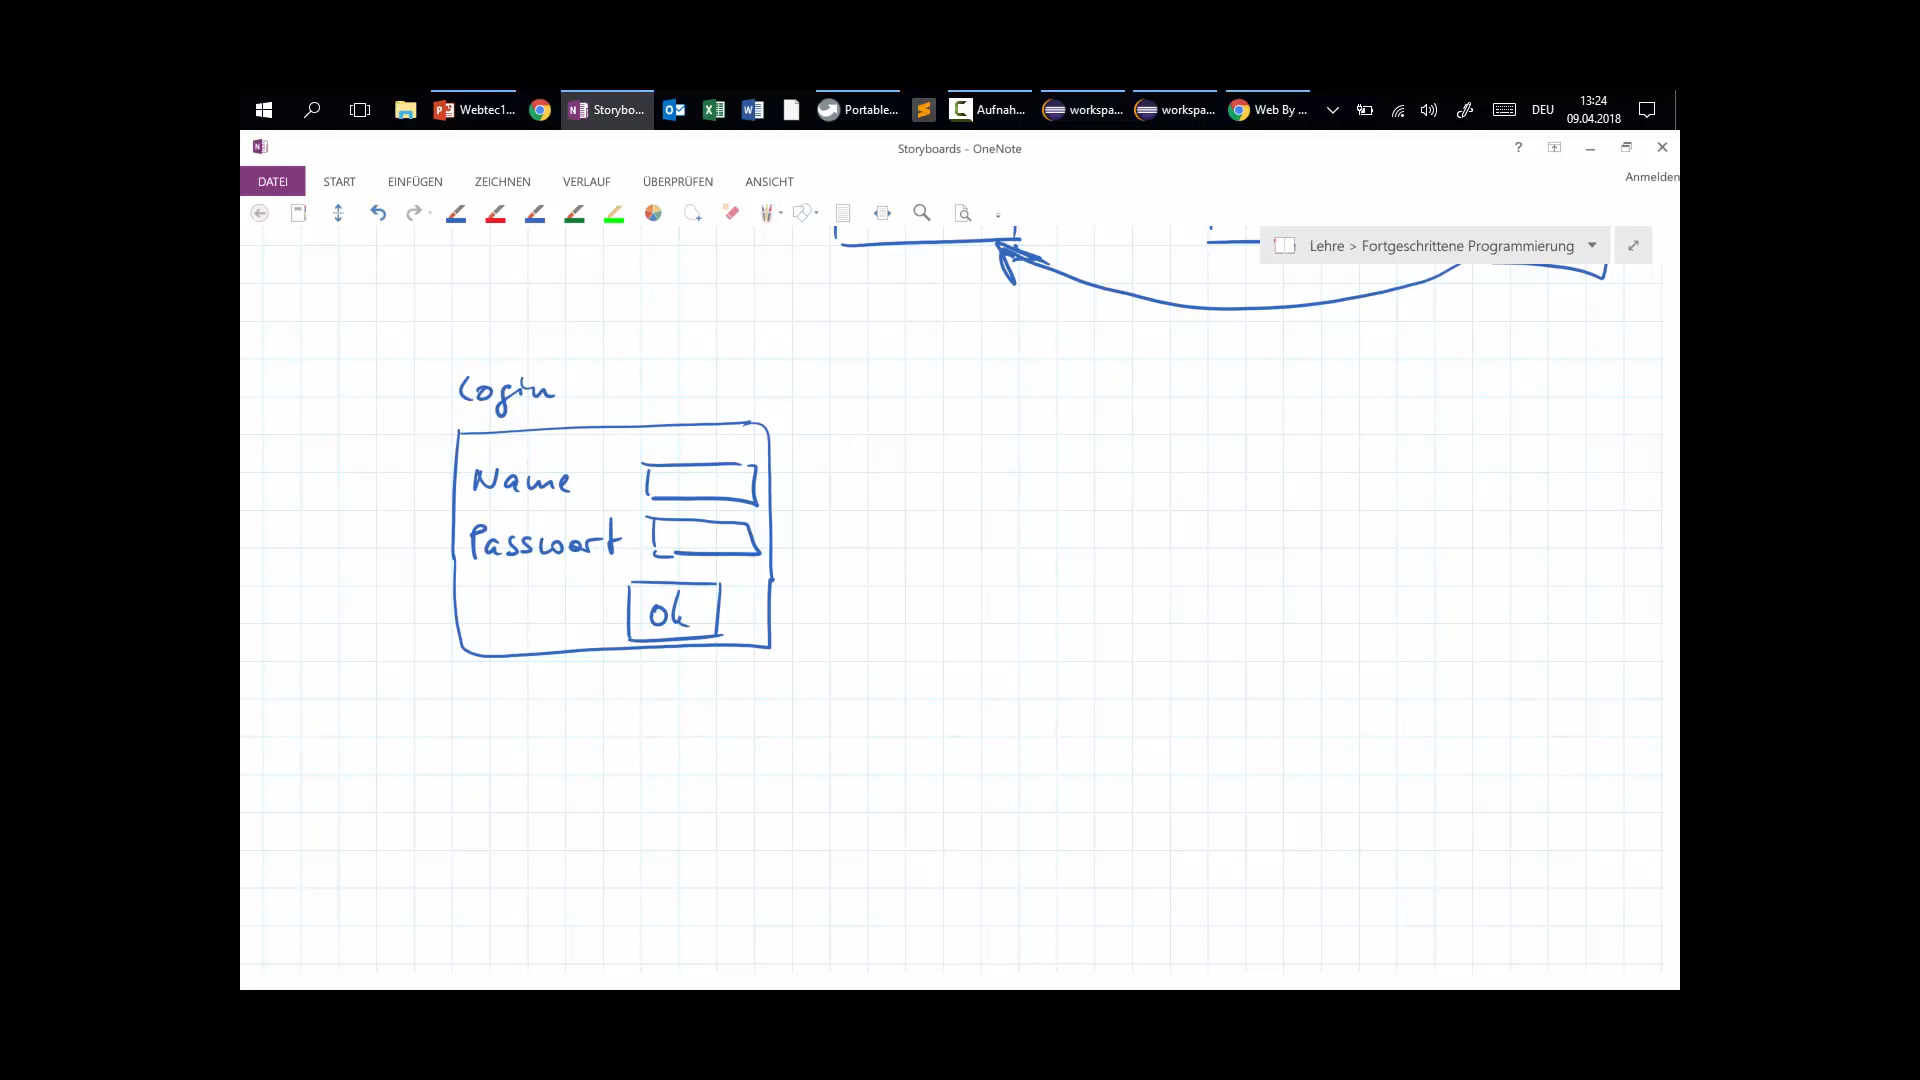 Webtec1... Storybo... Portable... Aufnah... workspa... workspa... Web By ... DEU 13:24
09.04.2018
Storyboards - OneNote
?
Anmelden
DATEI START EINFÜGEN ZEICHNEN VERLAUF ÜBERPRÜFEN ANSICHT
Lehre > Fortgeschrittene Programmierung
Login
Name
Passwort
ok